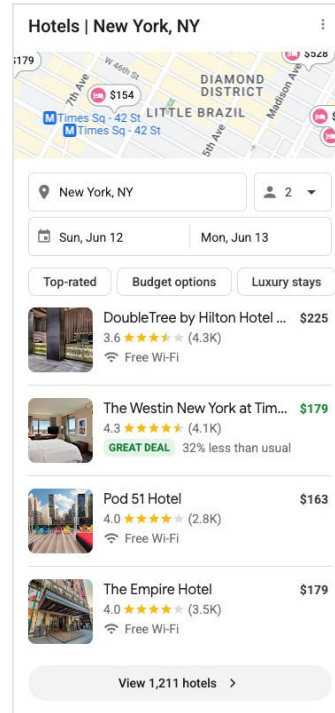 Hotels | New York, NY
$179
W 46th St
$528
7th Ave
$154
DIAMOND
DISTRICT
Madison Ave
LITTLE BRAZIL
M Times Sq - 42 St
M Times Sq - 42 St
5th Ave
New York, NY
2
Sun, Jun 12
Mon, Jun 13
Top-rated
Budget options
Luxury stays
DoubleTree by Hilton Hotel ... $225
3.6 (4.3K)
Free Wi-Fi
The Westin New York at Tim... $179
4.3 (4.1K)
GREAT DEAL 32% less than usual
Pod 51 Hotel $163
4.0 (2.8K)
Free Wi-Fi
The Empire Hotel $179
4.0 (3.5K)
Free Wi-Fi
View 1,211 hotels